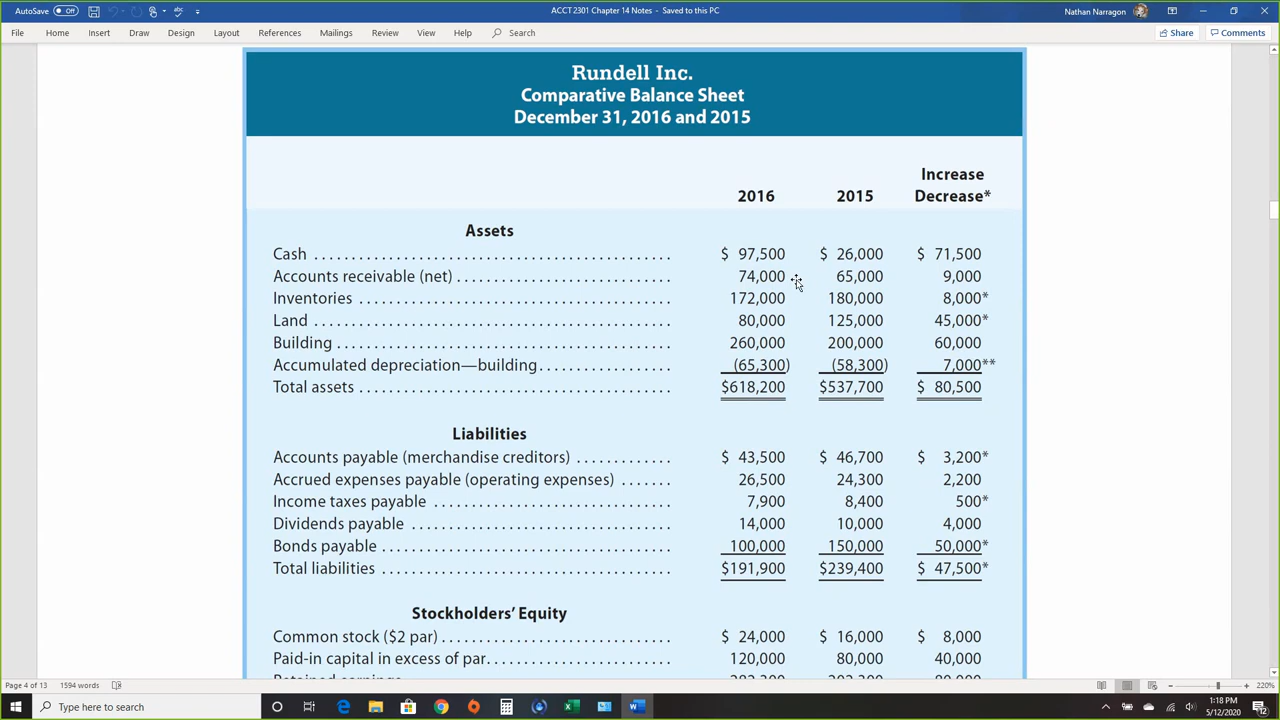 AutoSave Off
ACCT 2301 Chapter 14 Notes - Saved to this PC
Nathan Narragon
File Home Insert Draw Design Layout References Mailings Review View Help Search Share Comments
Rundell Inc.
Comparative Balance Sheet
December 31, 2016 and 2015
Increase
2016 2015 Decrease*
Assets
Cash $ 97,500 $ 26,000 $ 71,500
Accounts receivable (net) 74,000 65,000 9,000
Inventories 172,000 180,000 8,000*
Land 80,000 125,000 45,000*
Building 260,000 200,000 60,000
Accumulated depreciation—building (65,300) (58,300) 7,000**
Total assets $618,200 $537,700 $ 80,500
Liabilities
Accounts payable (merchandise creditors) $ 43,500 $ 46,700 $ 3,200*
Accrued expenses payable (operating expenses) 26,500 24,300 2,200
Income taxes payable 7,900 8,400 500*
Dividends payable 14,000 10,000 4,000
Bonds payable 100,000 150,000 50,000*
Total liabilities $191,900 $239,400 $ 47,500*
Stockholders' Equity
Common stock ($2 par) $ 24,000 $ 16,000 $ 8,000
Paid-in capital in excess of par 120,000 80,000 40,000
Page 4 of 13 1594 words 220%
Type here to search
1:18 PM
5/12/2020